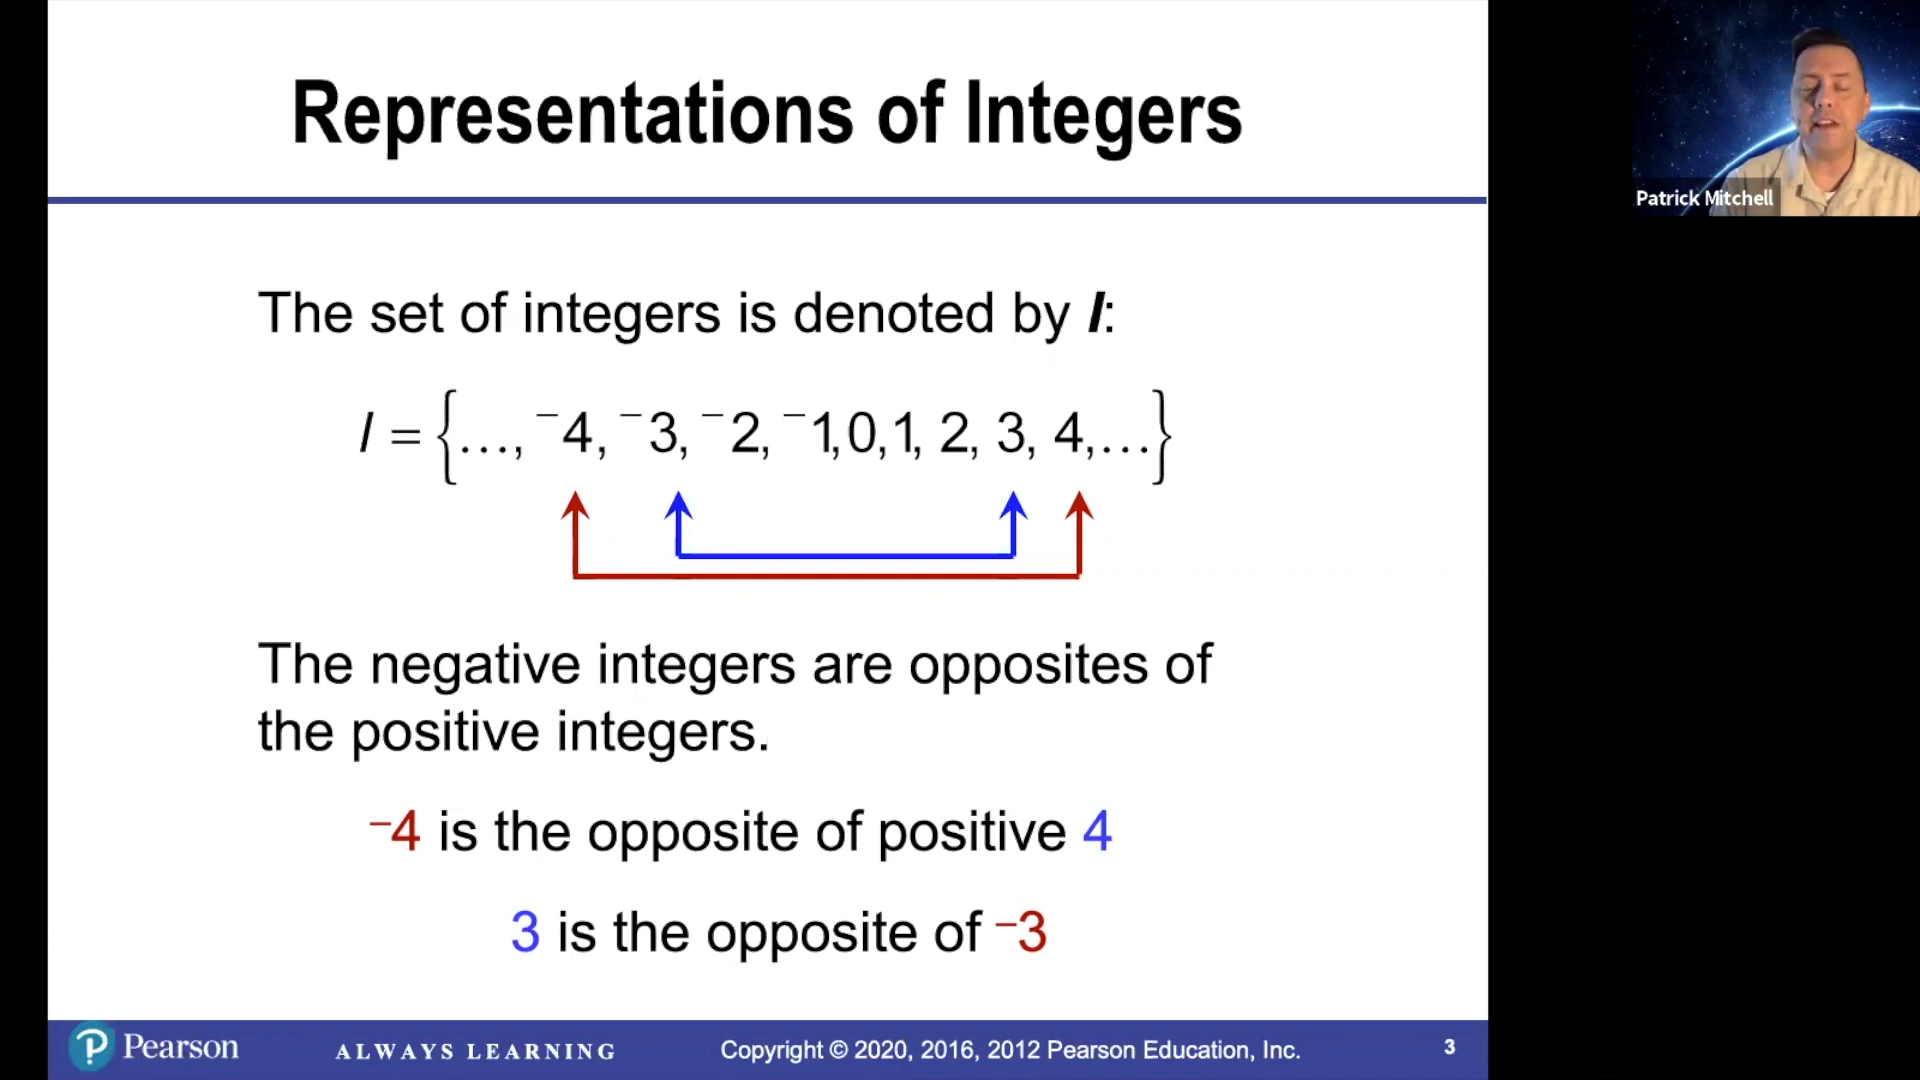 Representations of Integers
Patrick Mitchell
The set of integers is denoted by I:
I = {…, ⁻4, ⁻3, ⁻2, ⁻1,0,1, 2, 3, 4,…}
The negative integers are opposites of
the positive integers.
⁻4 is the opposite of positive 4
3 is the opposite of ⁻3
Pearson
ALWAYS LEARNING
Copyright © 2020, 2016, 2012 Pearson Education, Inc.
3